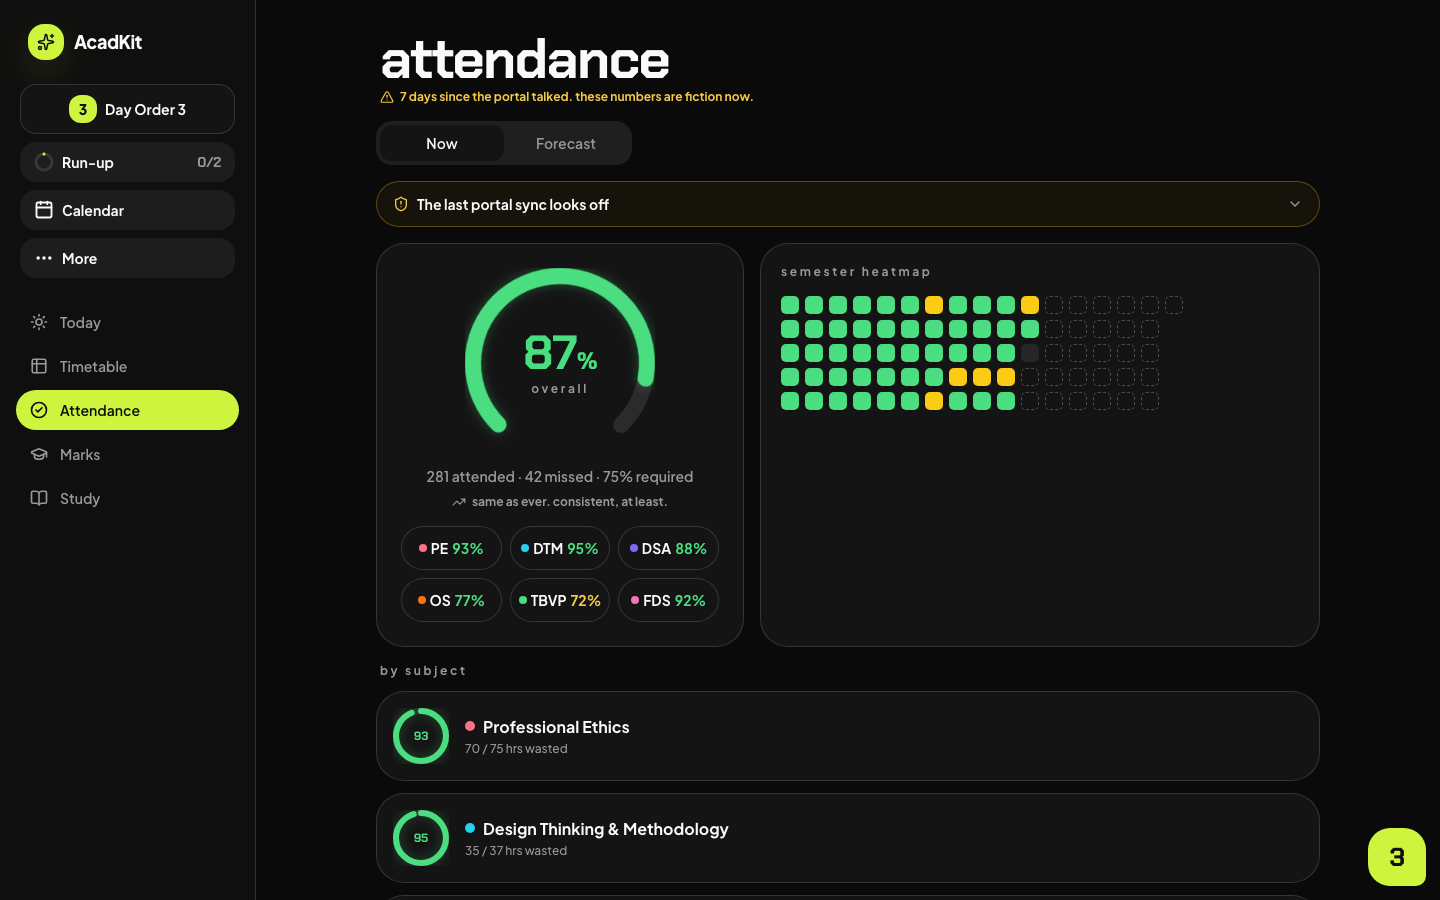 AcadKit
3 Day Order 3
Run-up 0/2
Calendar
More
Today
Timetable
Attendance
Marks
Study
attendance
7 days since the portal talked. these numbers are fiction now.
Now Forecast
The last portal sync looks off
87%
overall
281 attended · 42 missed · 75% required
same as ever. consistent, at least.
PE 93% DTM 95% DSA 88%
OS 77% TBVP 72% FDS 92%
semester heatmap
by subject
93
Professional Ethics
70 / 75 hrs wasted
95
Design Thinking & Methodology
35 / 37 hrs wasted
3